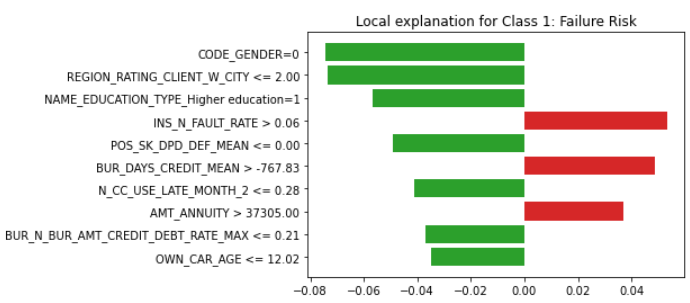 Local explanation for Class 1: Failure Risk
CODE_GENDER=0
REGION_RATING_CLIENT_W_CITY <= 2.00
NAME_EDUCATION_TYPE_Higher education=1
INS_N_FAULT_RATE > 0.06
POS_SK_DPD_DEF_MEAN <= 0.00
BUR_DAYS_CREDIT_MEAN > -767.83
N_CC_USE_LATE_MONTH_2 <= 0.28
AMT_ANNUITY > 37305.00
BUR_N_BUR_AMT_CREDIT_DEBT_RATE_MAX <= 0.21
OWN_CAR_AGE <= 12.02
−0.08 −0.06 −0.04 −0.02 0.00 0.02 0.04